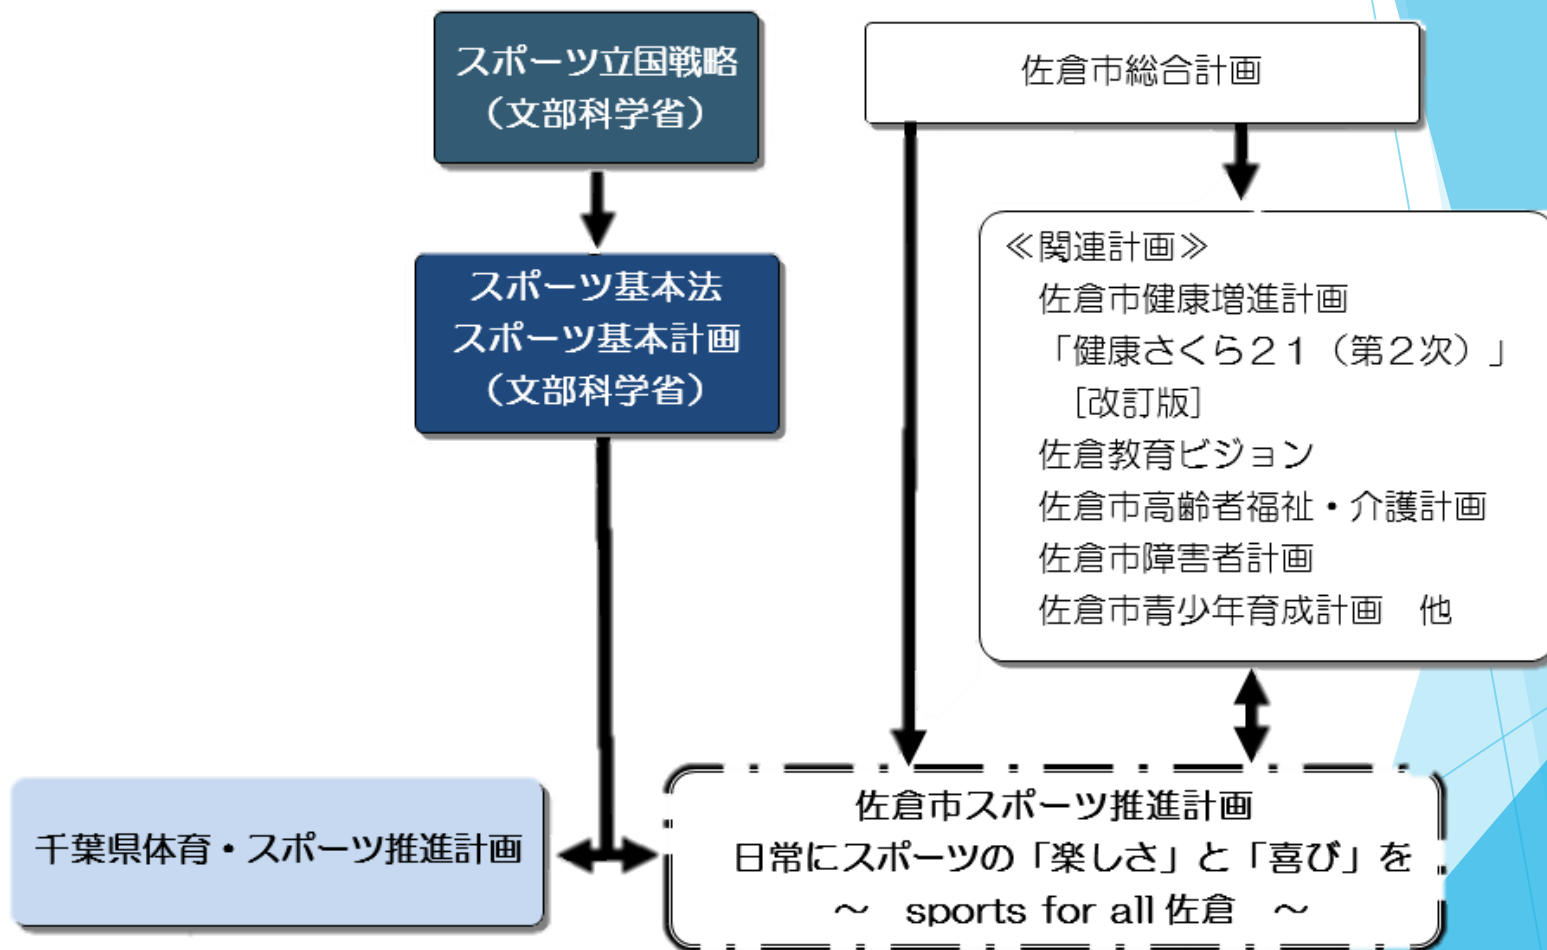 スポーツ立国戦略
（文部科学省）
佐倉市総合計画
スポーツ基本法
スポーツ基本計画
（文部科学省）
≪関連計画≫
佐倉市健康増進計画
「健康さくら２１（第２次）」
［改訂版］
佐倉教育ビジョン
佐倉市高齢者福祉・介護計画
佐倉市障害者計画
佐倉市青少年育成計画　他
千葉県体育・スポーツ推進計画
佐倉市スポーツ推進計画
日常にスポーツの「楽しさ」と「喜び」を
～　sports for all 佐倉　～